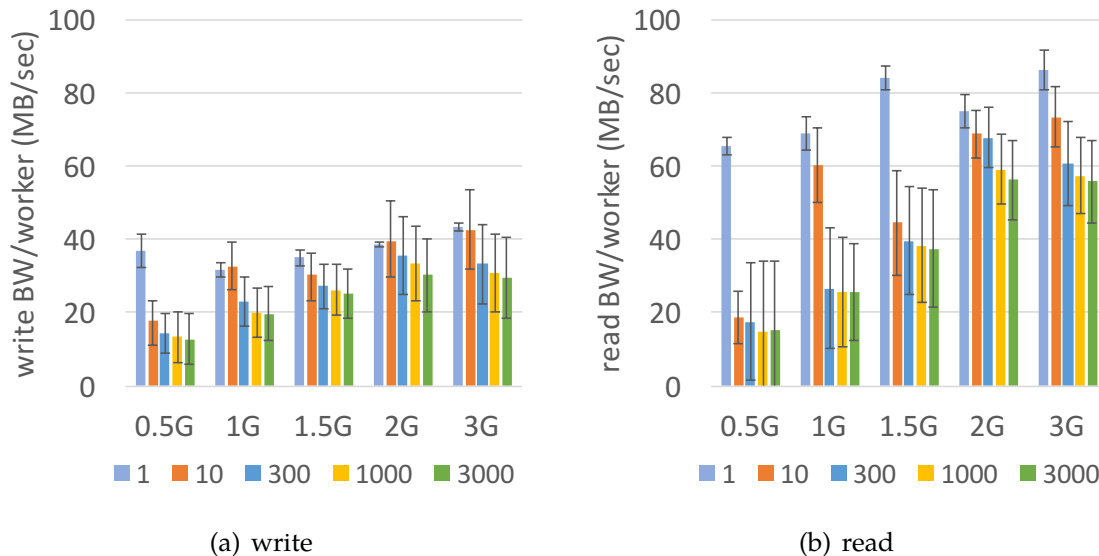 write BW/worker (MB/sec)
100
80
60
40
20
0
0.5G 1G 1.5G 2G 3G
1 10 300 1000 3000
(a) write
read BW/worker (MB/sec)
100
80
60
40
20
0
0.5G 1G 1.5G 2G 3G
1 10 300 1000 3000
(b) read